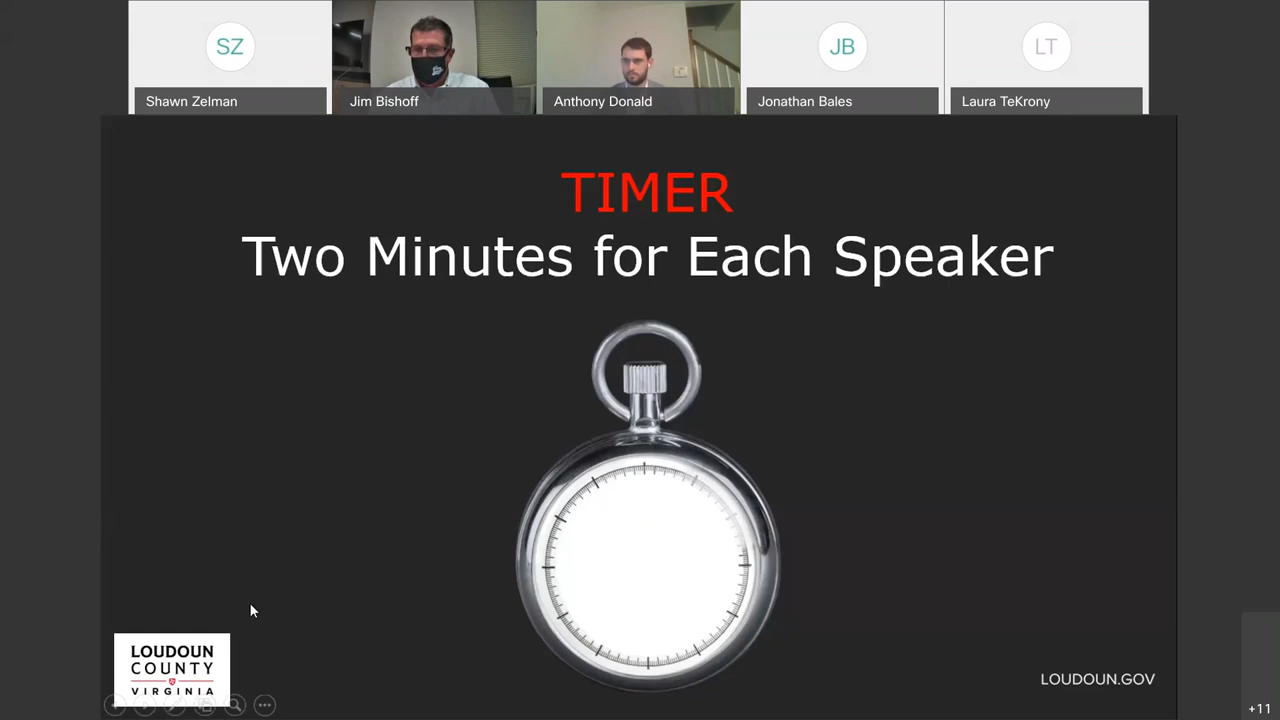 SZ
JB
LT
Shawn Zelman
Jim Bishoff
Anthony Donald
Jonathan Bales
Laura TeKrony
TIMER
Two Minutes for Each Speaker
LOUDOUN
COUNTY
VIRGINIA
LOUDOUN.GOV
+11